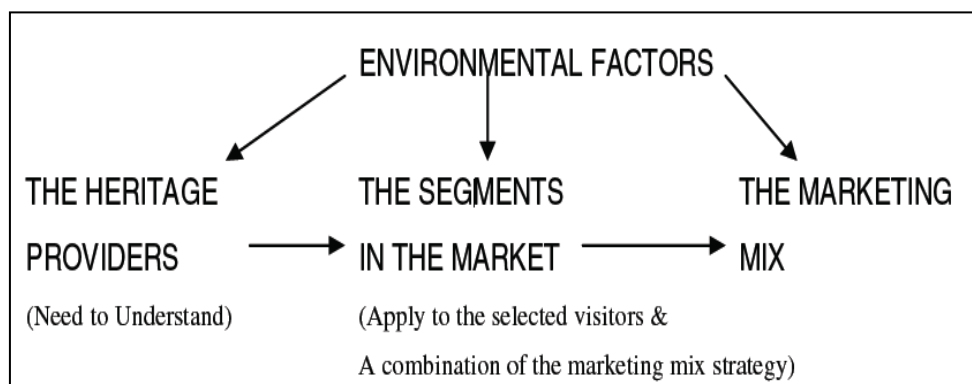 ENVIRONMENTAL FACTORS
THE HERITAGE
PROVIDERS
(Need to Understand)
THE SEGMENTS
IN THE MARKET
(Apply to the selected visitors &
A combination of the marketing mix strategy)
THE MARKETING
MIX